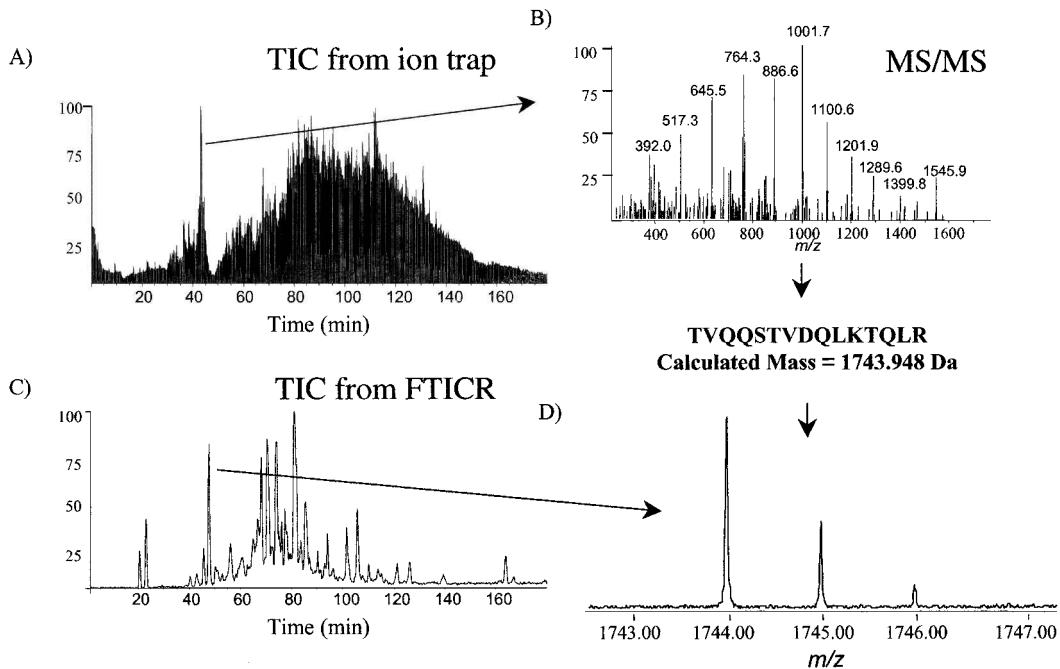 A)
TIC from ion trap
100
75
50
25
20 40 60 80 100 120 140 160
Time (min)
B)
MS/MS
100
75
50
25
392.0
517.3
645.5
764.3
886.6
1001.7
1100.6
1201.9
1289.6
1399.8
1545.9
400 600 800 1000 1200 1400 1600
m/z
TVQQSTVDQLKTQLR
Calculated Mass = 1743.948 Da
C)
TIC from FTICR
100
75
50
25
20 40 60 80 100 120 140 160
Time (min)
D)
1743.00 1744.00 1745.00 1746.00 1747.00
m/z